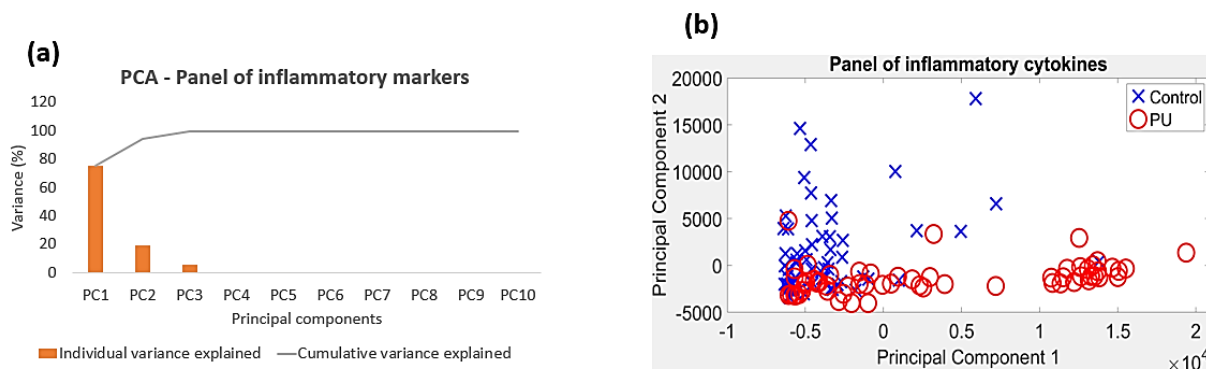 (a)
PCA - Panel of inflammatory markers
120
100
80
60
40
20
0
Variance (%)
PC1 PC2 PC3 PC4 PC5 PC6 PC7 PC8 PC9 PC10
Principal components
Individual variance explained Cumulative variance explained
(b)
Panel of inflammatory cytokines
20000
15000
10000
5000
0
-5000
Principal Component 2
Control
PU
-1 -0.5 0 0.5 1 1.5 2
Principal Component 1
×10⁴